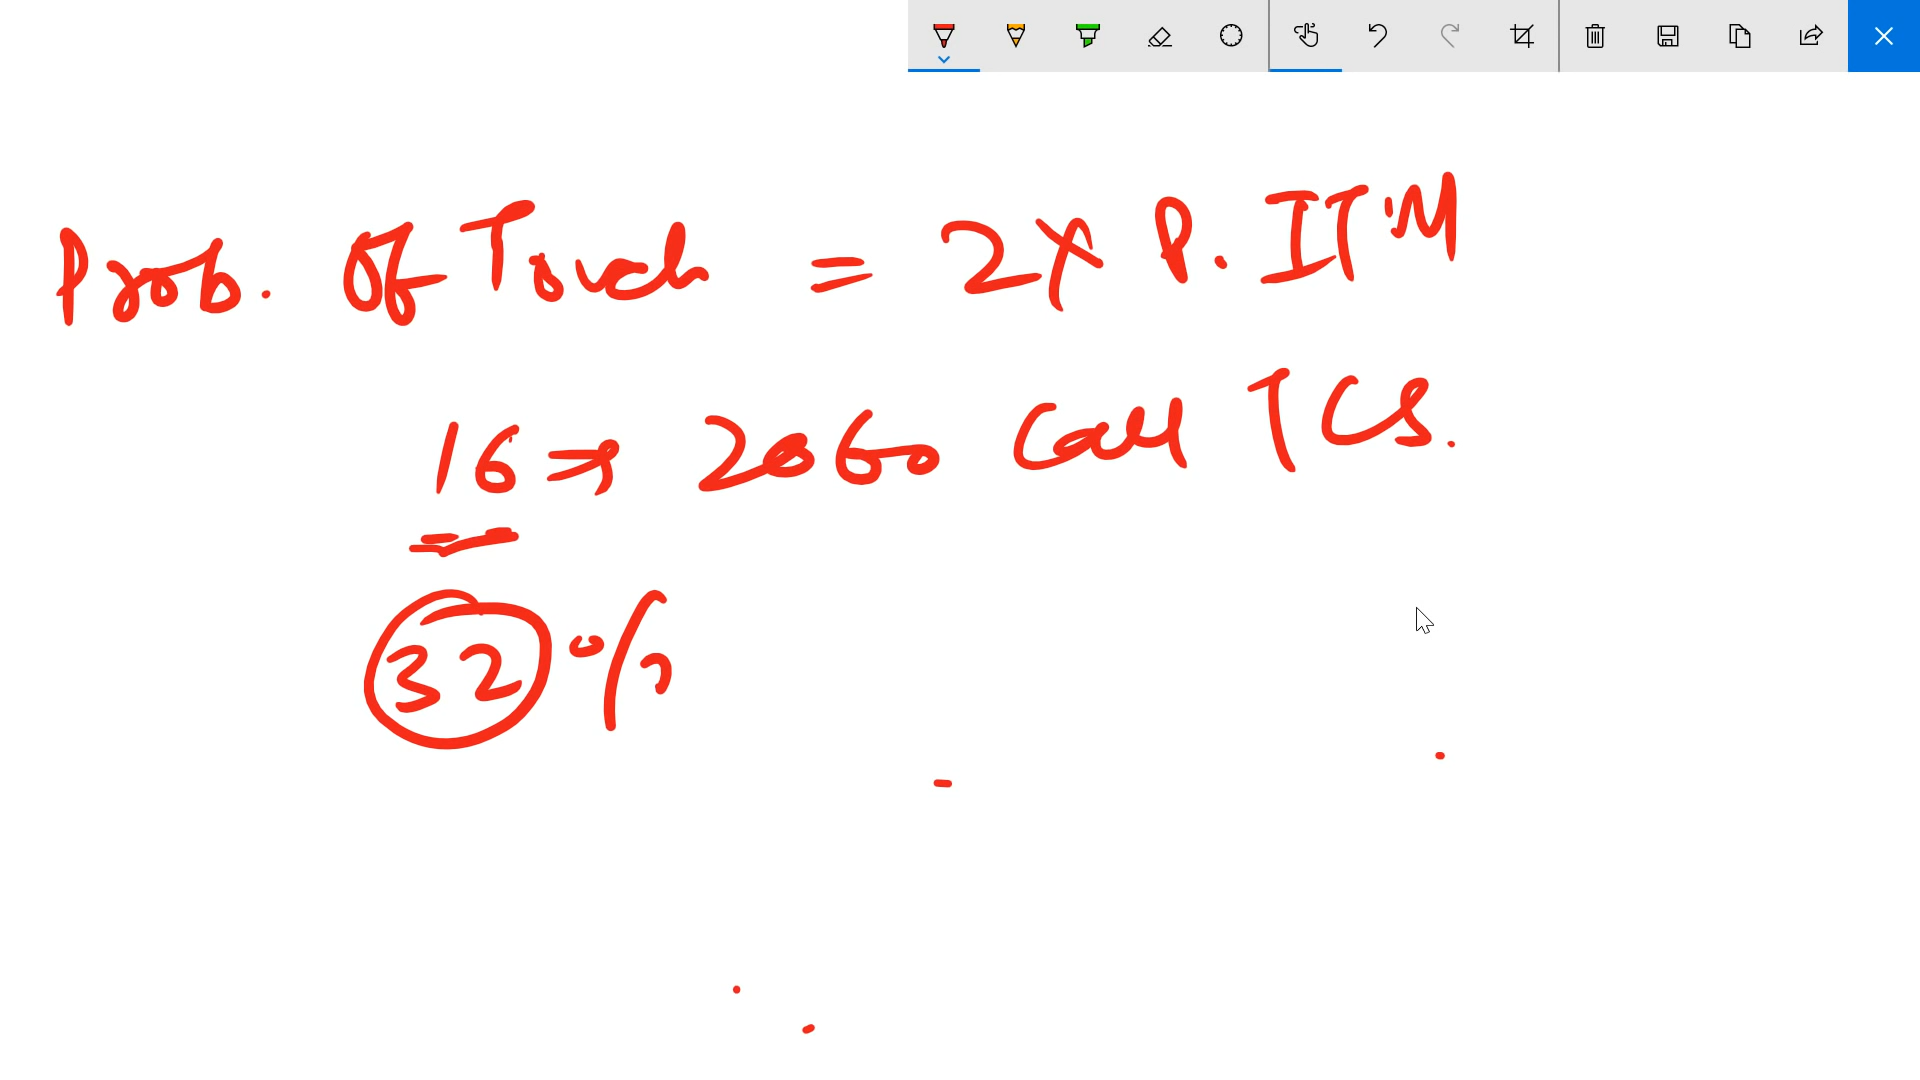 Prob. Of Touch = 2X P. ITM
16 ⇒ 2060 Call TCS.
32 %